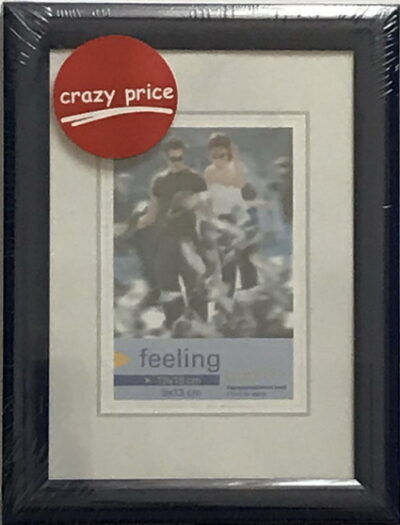 crazy price
feeling
13x18 cm
9x13 cm